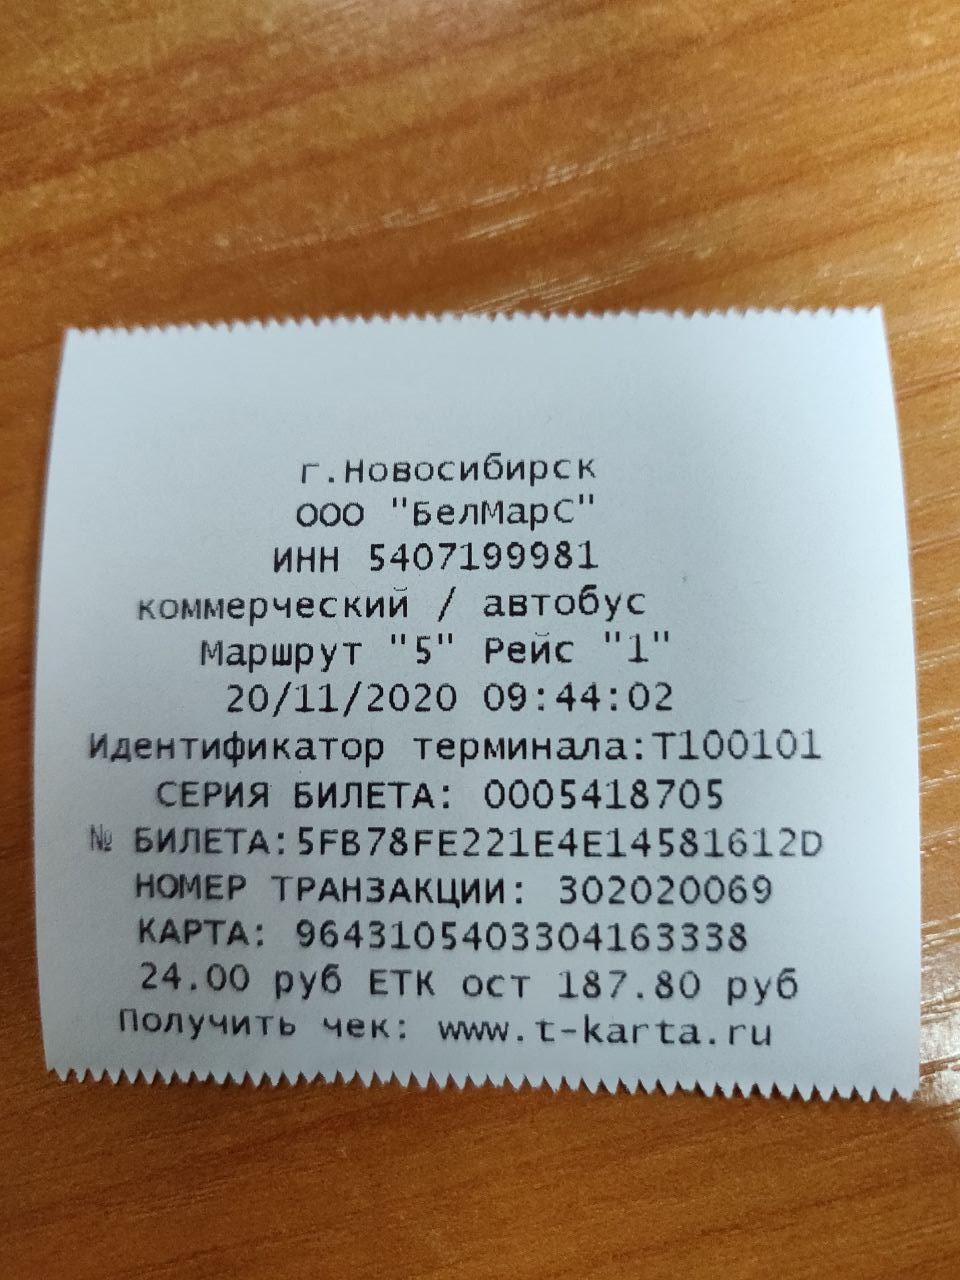 г.Новосибирск
ООО "БелМарС"
ИНН 5407199981
коммерческий / автобус
Маршрут "5" Рейс "1"
20/11/2020 09:44:02
Идентификатор терминала:T100101
СЕРИЯ БИЛЕТА: 0005418705
№ БИЛЕТА:5FB78FE221E4E14581612D
НОМЕР ТРАНЗАКЦИИ: 302020069
КАРТА: 9643105403304163338
24.00 руб ЕТК ост 187.80 руб
Получить чек: www.t-karta.ru